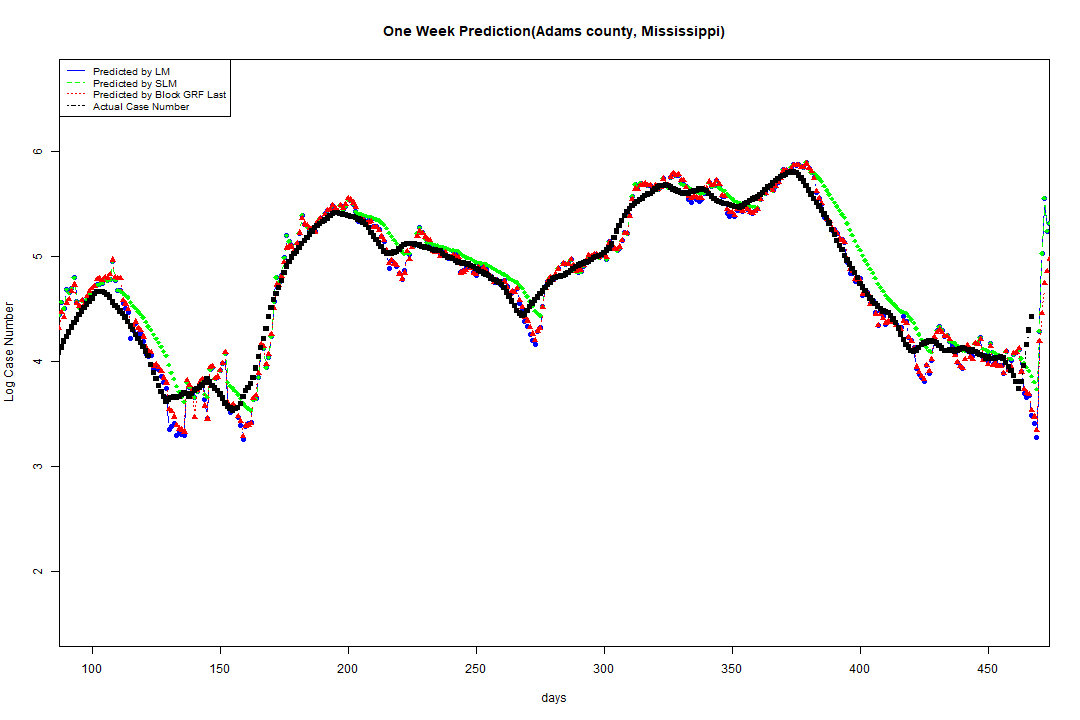 One Week Prediction(Adams county, Mississippi)
Predicted by LM
Predicted by SLM
Predicted by Block GRF Last
Actual Case Number
6
5
4
3
2
Log Case Number
100 150 200 250 300 350 400 450
days